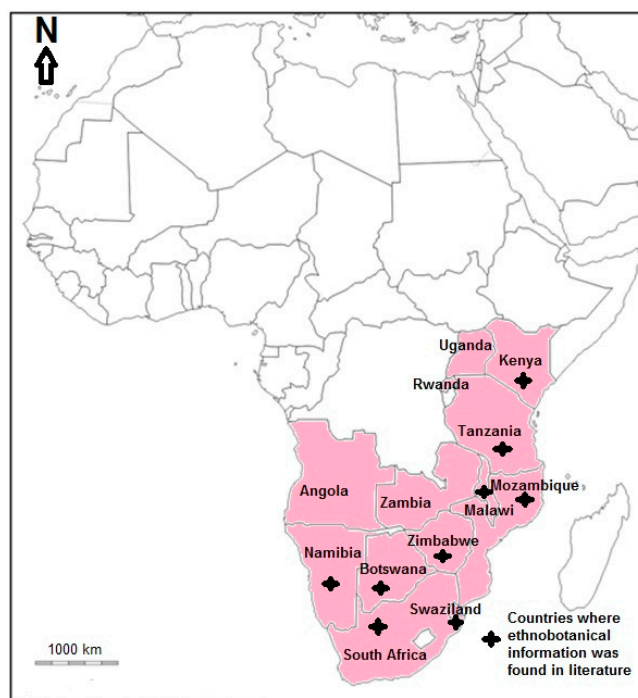 N
Uganda
Kenya
Rwanda
Tanzania
Mozambique
Angola
Zambia
Malawi
Zimbabwe
Namibia
Botswana
Swaziland
South Africa
Countries where
ethnobotanical
information was
found in literature
1000 km